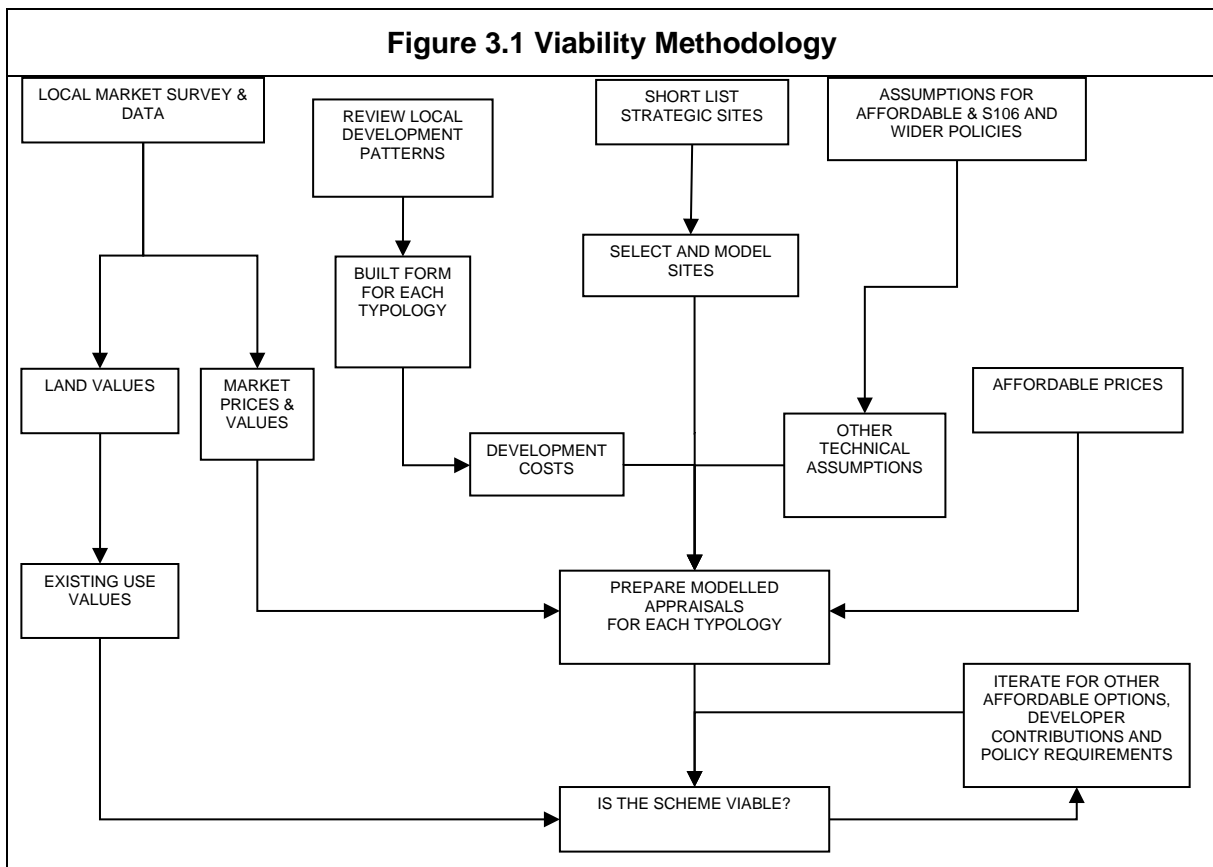 Figure 3.1 Viability Methodology
LOCAL MARKET SURVEY &
DATA
REVIEW LOCAL
DEVELOPMENT
PATTERNS
SHORT LIST
STRATEGIC SITES
ASSUMPTIONS FOR
AFFORDABLE & S106 AND
WIDER POLICIES
BUILT FORM
FOR EACH
TYPOLOGY
SELECT AND MODEL
SITES
LAND VALUES
MARKET
PRICES &
VALUES
AFFORDABLE PRICES
DEVELOPMENT
COSTS
OTHER
TECHNICAL
ASSUMPTIONS
EXISTING USE
VALUES
PREPARE MODELLED
APPRAISALS
FOR EACH TYPOLOGY
ITERATE FOR OTHER
AFFORDABLE OPTIONS,
DEVELOPER
CONTRIBUTIONS AND
POLICY REQUIREMENTS
IS THE SCHEME VIABLE?